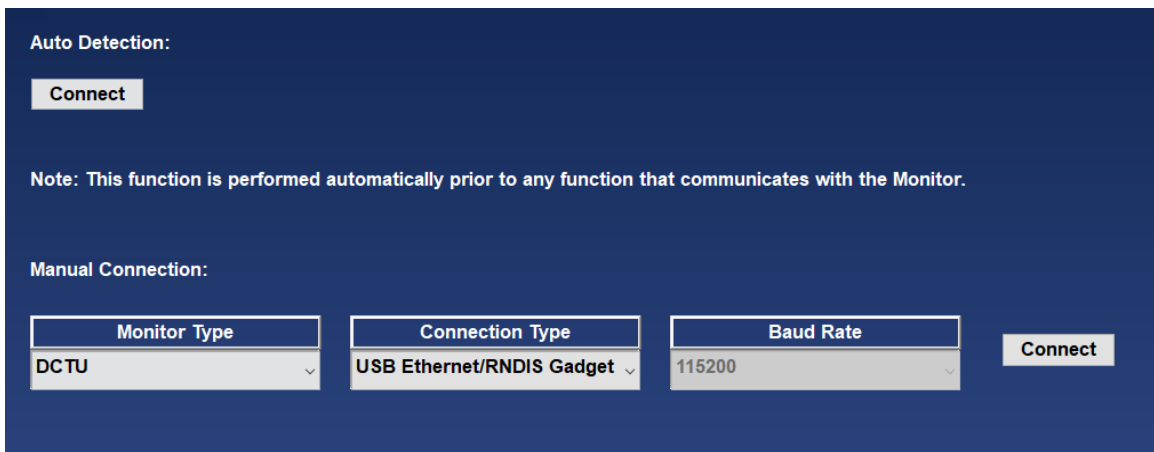 Auto Detection:
Connect
Note: This function is performed automatically prior to any function that communicates with the Monitor.
Manual Connection:
Monitor Type Connection Type Baud Rate
DCTU USB Ethernet/RNDIS Gadget 115200 Connect